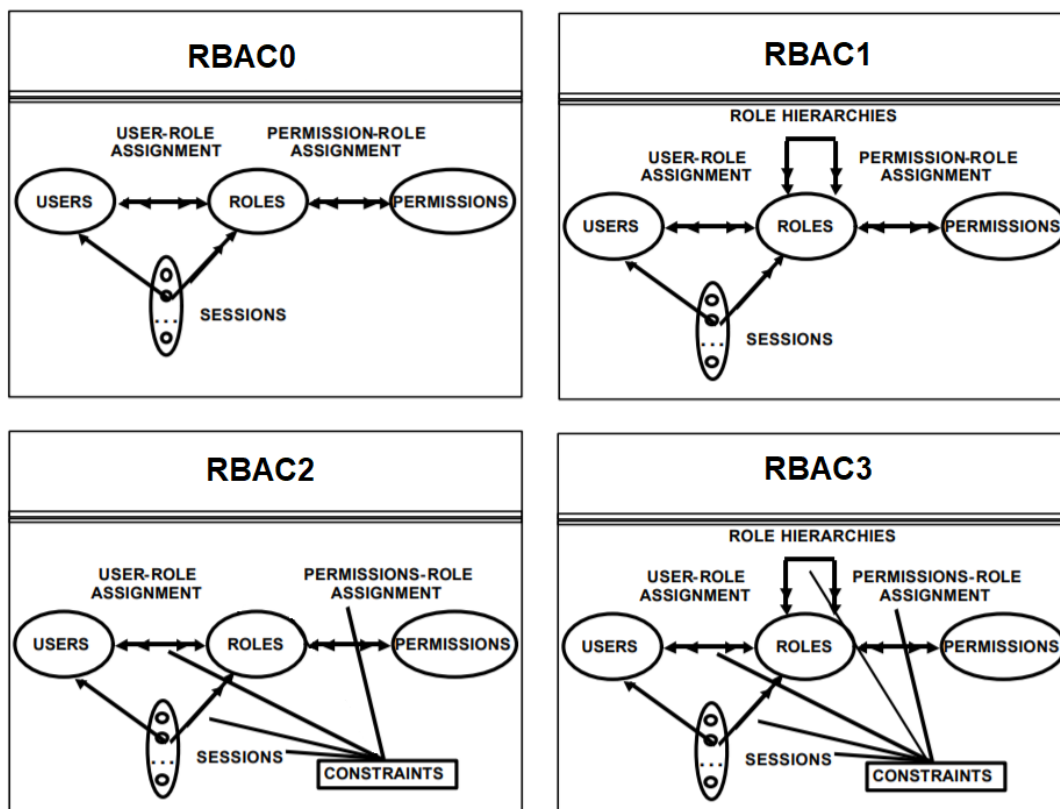 RBAC0
USER-ROLE
ASSIGNMENT
PERMISSION-ROLE
ASSIGNMENT
USERS
ROLES
PERMISSIONS
...
SESSIONS
RBAC1
ROLE HIERARCHIES
USER-ROLE
ASSIGNMENT
PERMISSION-ROLE
ASSIGNMENT
USERS
ROLES
PERMISSIONS
...
SESSIONS
RBAC2
USER-ROLE
ASSIGNMENT
PERMISSIONS-ROLE
ASSIGNMENT
USERS
ROLES
PERMISSIONS
...
SESSIONS
CONSTRAINTS
RBAC3
ROLE HIERARCHIES
USER-ROLE
ASSIGNMENT
PERMISSIONS-ROLE
ASSIGNMENT
USERS
ROLES
PERMISSIONS
...
SESSIONS
CONSTRAINTS